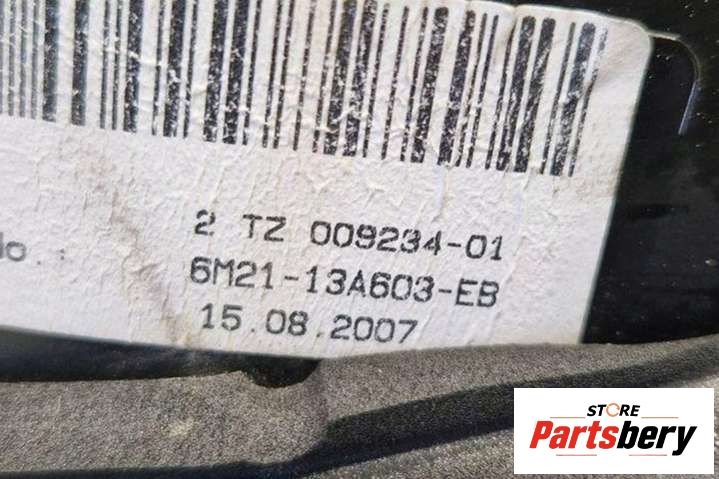 2 TZ 009234-01
6M21-13A603-EB
15.08.2007
STORE
Partsbery